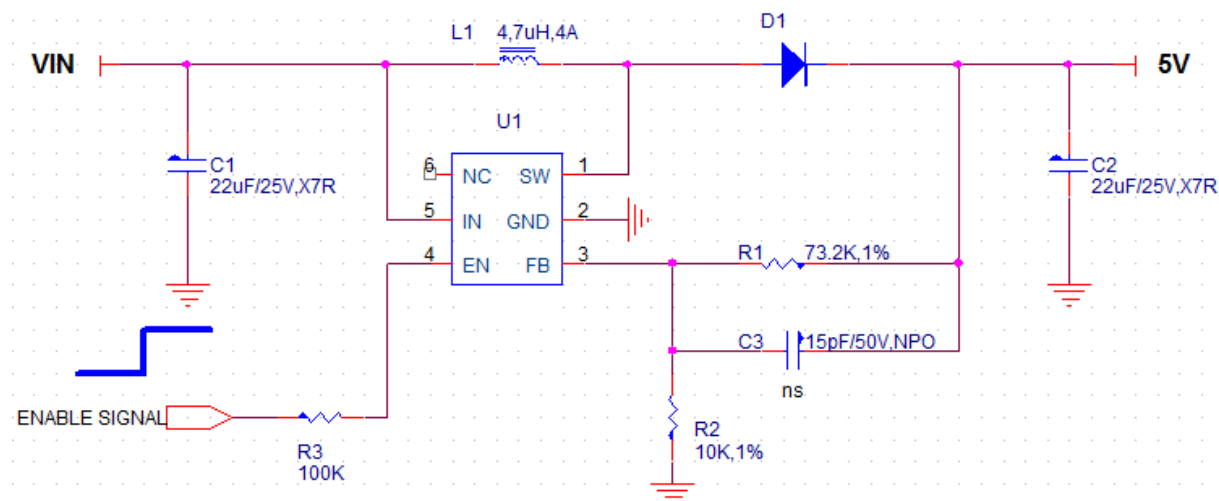 L1 4,7uH,4A
D1
VIN
5V
U1
C1
22uF/25V,X7R
C2
22uF/25V,X7R
6 NC SW 1
5 IN GND 2
4 EN FB 3
R1 73.2K,1%
C3 15pF/50V,NPO
ns
ENABLE SIGNAL
R3
100K
R2
10K,1%